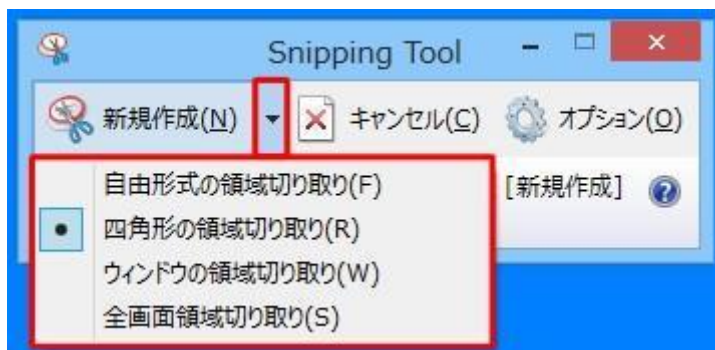 Snipping Tool
新規作成(N) キャンセル(C) オプション(O)
自由形式の領域切り取り(F)
[新規作成]
四角形の領域切り取り(R)
ウィンドウの領域切り取り(W)
全画面領域切り取り(S)